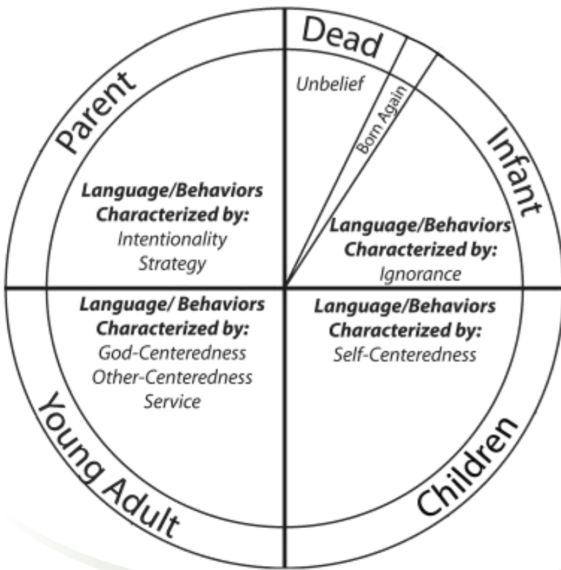 Dead
Unbelief
Born Again
Infant
Language/Behaviors
Characterized by:
Ignorance
Children
Language/Behaviors
Characterized by:
Self-Centeredness
Young Adult
Language/ Behaviors
Characterized by:
God-Centeredness
Other-Centeredness
Service
Parent
Language/Behaviors
Characterized by:
Intentionality
Strategy